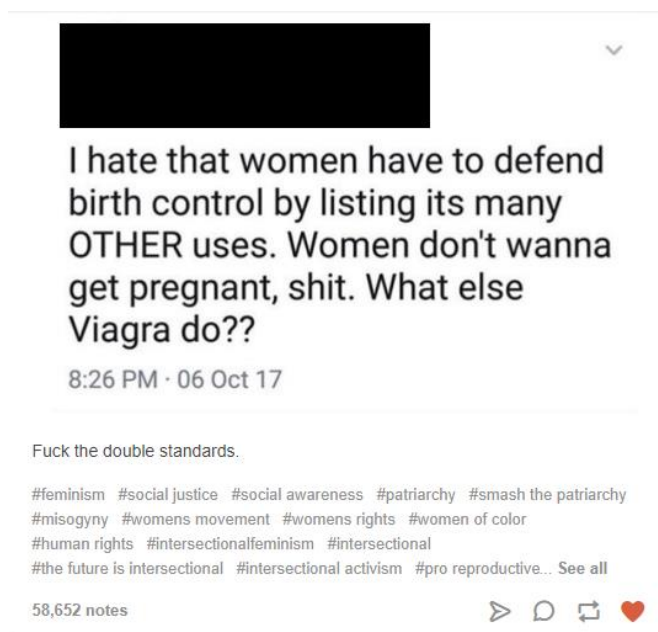 I hate that women have to defend
birth control by listing its many
OTHER uses. Women don't wanna
get pregnant, shit. What else
Viagra do??
8:26 PM · 06 Oct 17
Fuck the double standards.
#feminism #social justice #social awareness #patriarchy #smash the patriarchy
#misogyny #womens movement #womens rights #women of color
#human rights #intersectionalfeminism #intersectional
#the future is intersectional #intersectional activism #pro reproductive... See all
58,652 notes